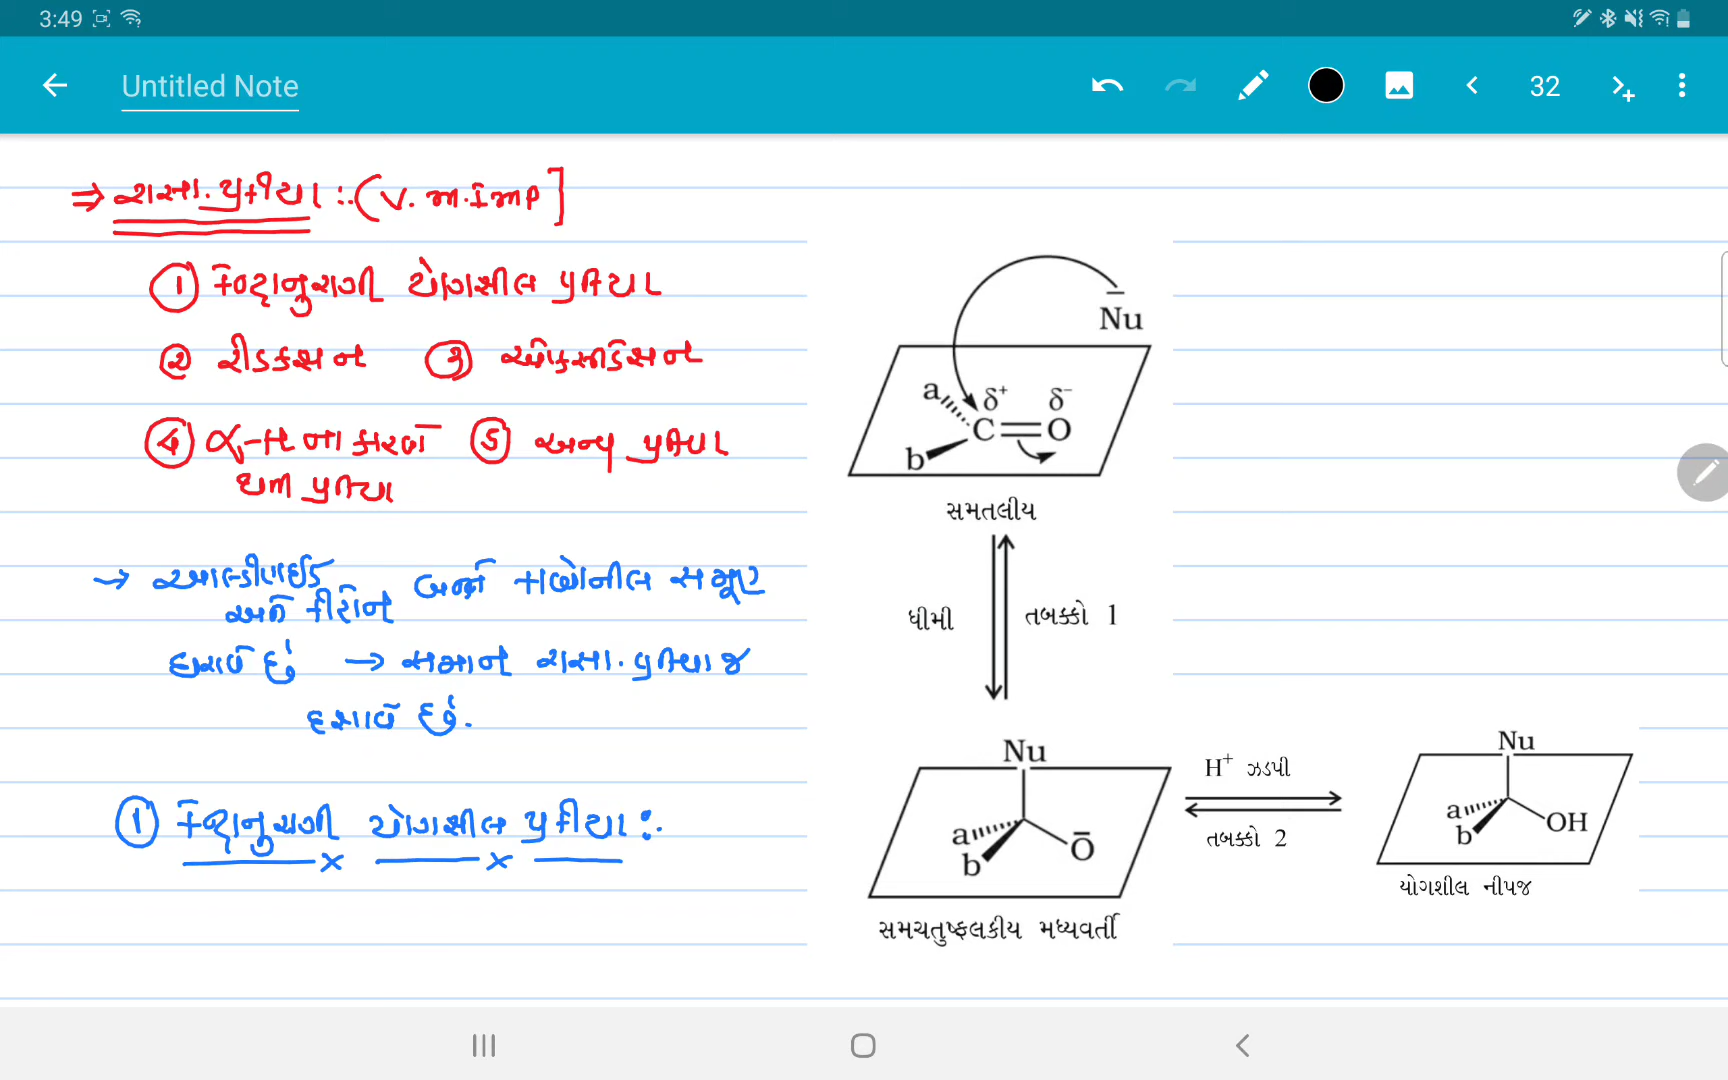 3:49
Untitled Note
32
⇒ રાસા. પ્રક્રિયા :. (V. m. Imp]
① કેન્દ્રાનુરાગી યોગશીલ પ્રક્રિયા
② રીડક્શન ③ ઓક્સાડેશન
④ α-H ના કારણે ⑤ અન્ય પ્રક્રિયા
થતી પ્રક્રિયા
→ આલ્ડીહાઈડ બન્ને કાર્બોનીલ સમૂહ
અને કીટોન
ધરાવે છે → સમાન રાસા. પ્રક્રિયા જ
દર્શાવે છે.
① કેન્દ્રાનુરાગી યોગશીલ પ્રક્રીયા :.
Nu
a δ+ δ-
C=O
b
સમતલીય
ધીમી તબક્કો 1
Nu
a
b Ō
સમચતુષ્ફલકીય મધ્યવર્તી
H+ ઝડપી
તબક્કો 2
Nu
a
b OH
યોગશીલ નીપજ